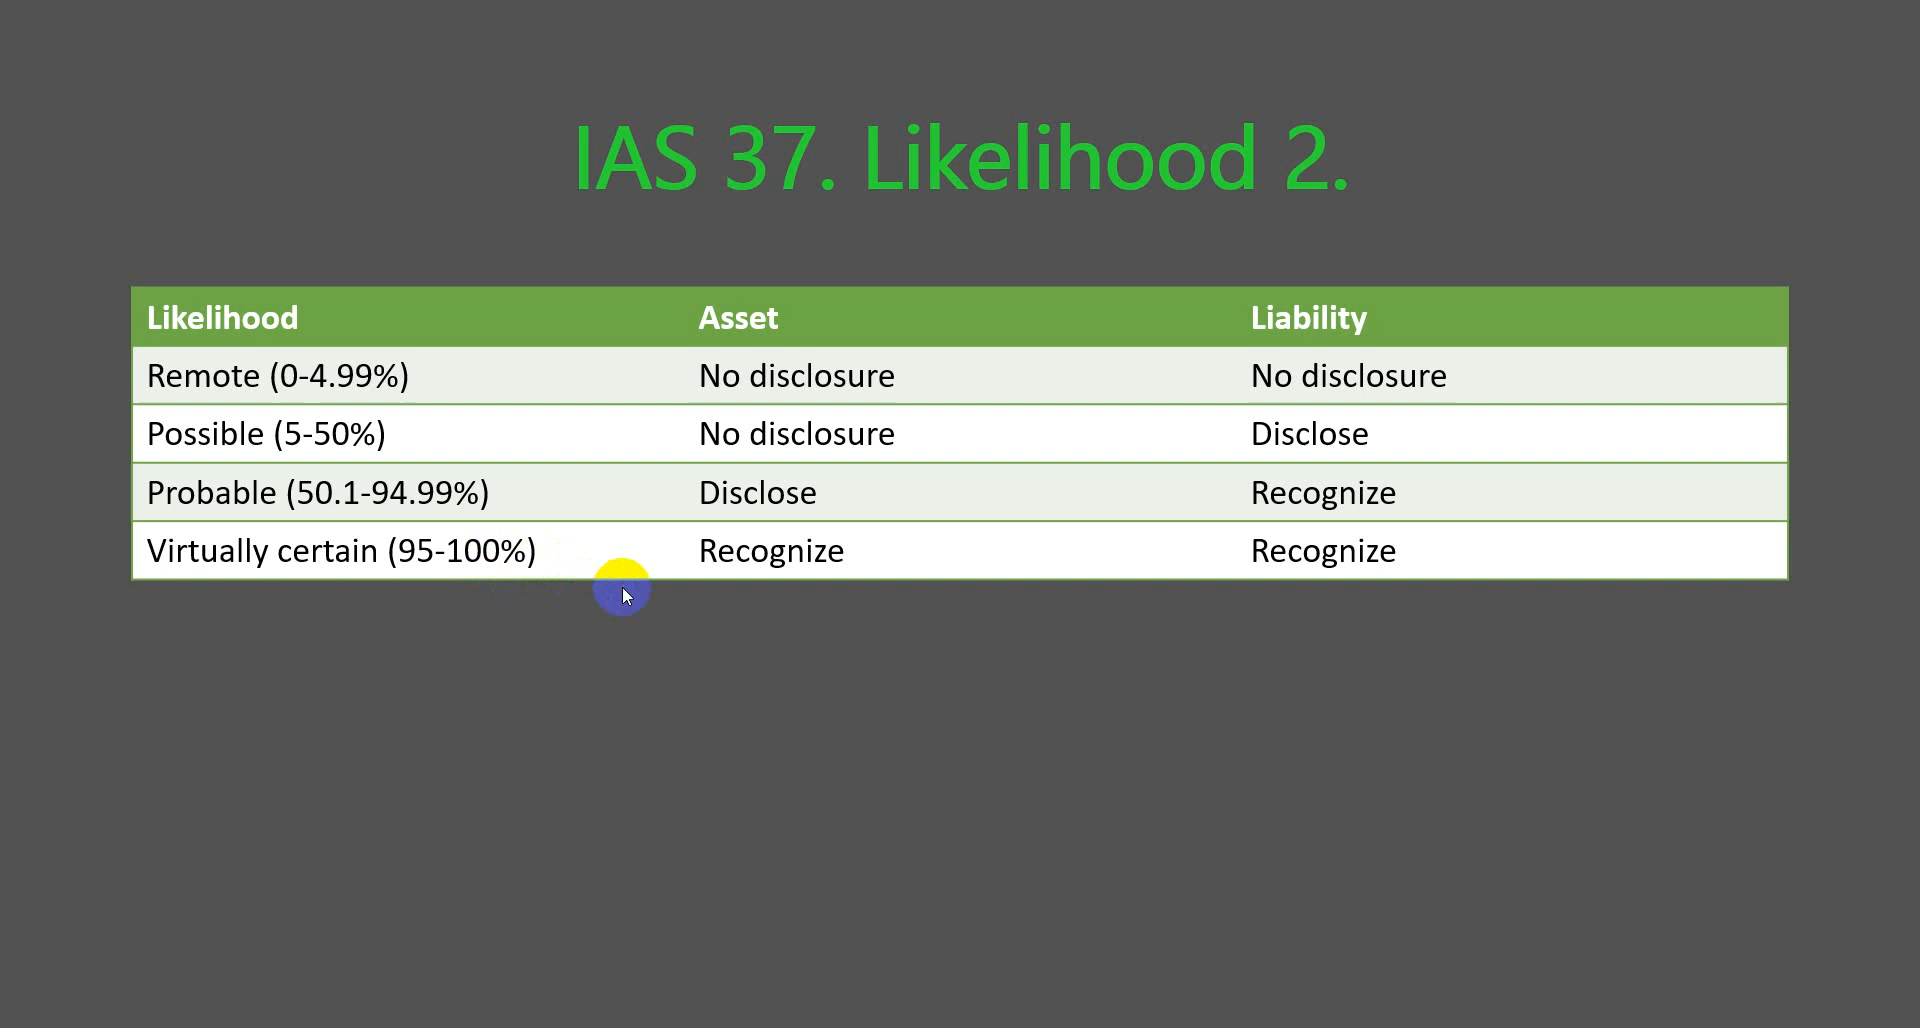 IAS 37. Likelihood 2.
Likelihood Asset Liability
Remote (0-4.99%) No disclosure No disclosure
Possible (5-50%) No disclosure Disclose
Probable (50.1-94.99%) Disclose Recognize
Virtually certain (95-100%) Recognize Recognize